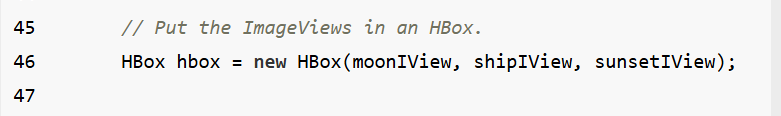 45 // Put the ImageViews in an HBox.
46 HBox hbox = new HBox(moonIView, shipIView, sunsetIView);
47